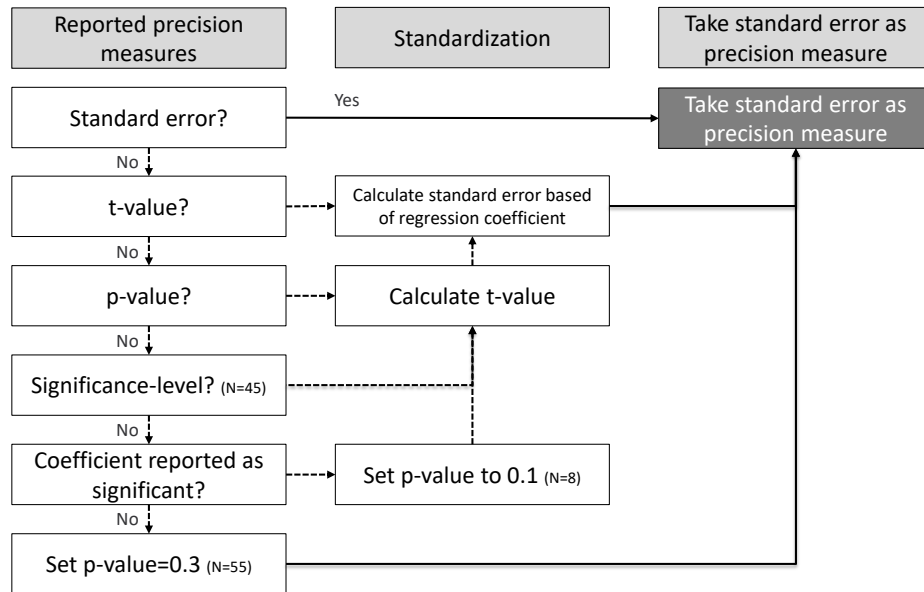 Reported precision
measures
Standardization
Take standard error as
precision measure
Standard error?
Yes
Take standard error as
precision measure
No
t-value?
Calculate standard error based
of regression coefficient
No
p-value?
Calculate t-value
No
Significance-level? (N=45)
No
Coefficient reported as
significant?
Set p-value to 0.1 (N=8)
No
Set p-value=0.3 (N=55)